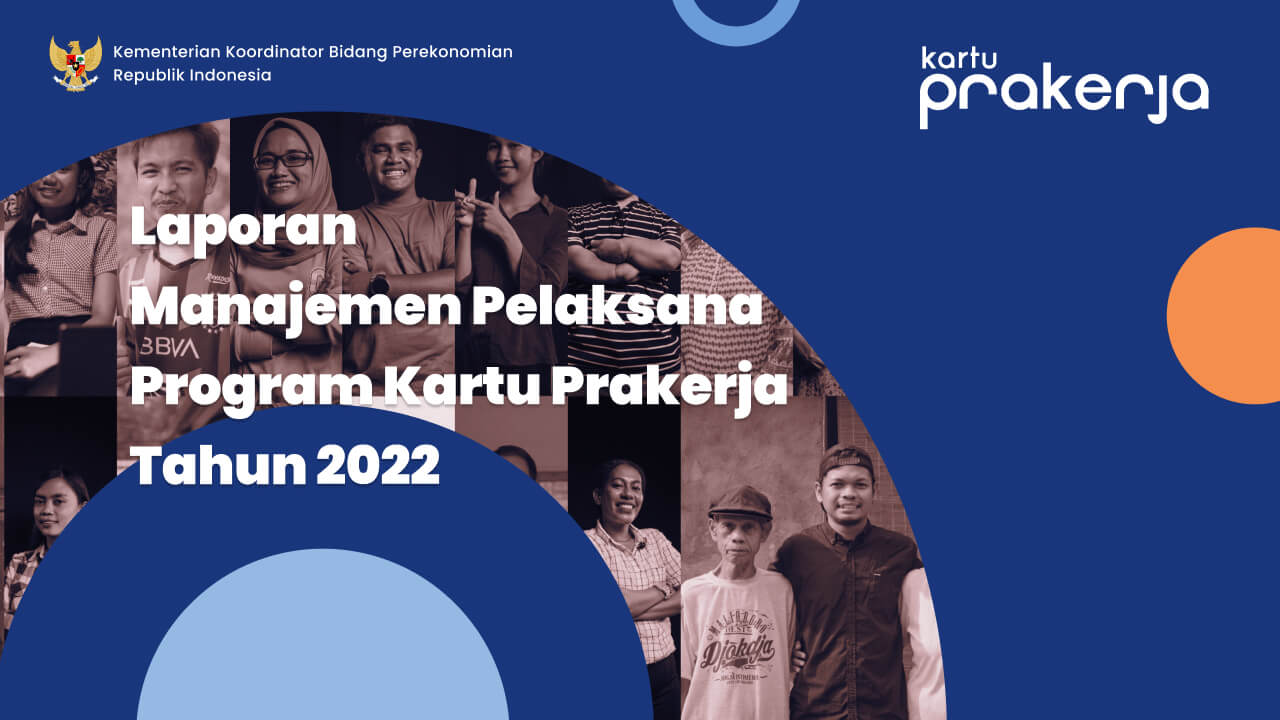 Kementerian Koordinator Bidang Perekonomian
Republik Indonesia
kartu
prakerja
Laporan
Manajemen Pelaksana
Program Kartu Prakerja
Tahun 2022
BBVA
Djokdja